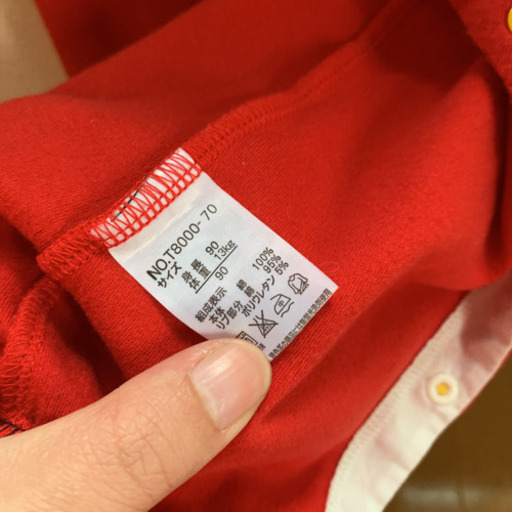 NO.T8000-70
サイズ 身長 90
体重 13kg
90
組成表示
本体 綿 100%
リブ部分 綿 95%
ポリウレタン 5%